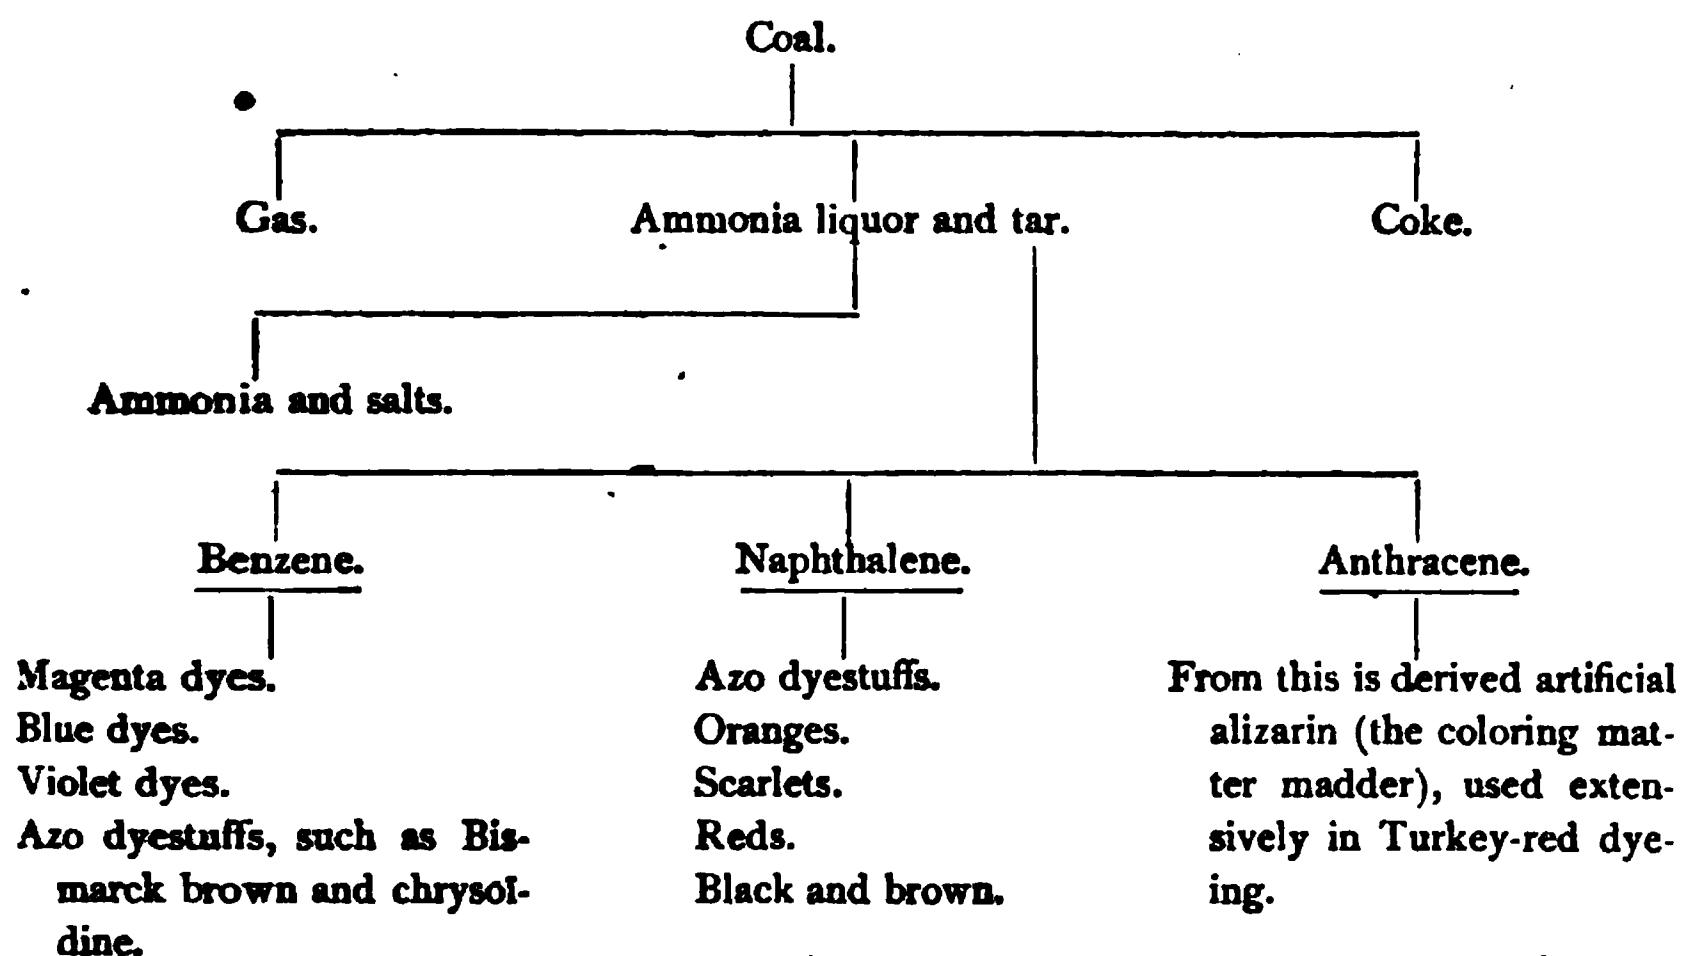 Coal.
Gas.
Ammonia liquor and tar.
Coke.
Ammonia and salts.
Benzene.
Naphthalene.
Anthracene.
Magenta dyes.
Blue dyes.
Violet dyes.
Azo dyestuffs, such as Bis-
marck brown and chrysoï-
dine.
Azo dyestuffs.
Oranges.
Scarlets.
Reds.
Black and brown.
From this is derived artificial
alizarin (the coloring mat-
ter madder), used exten-
sively in Turkey-red dye-
ing.